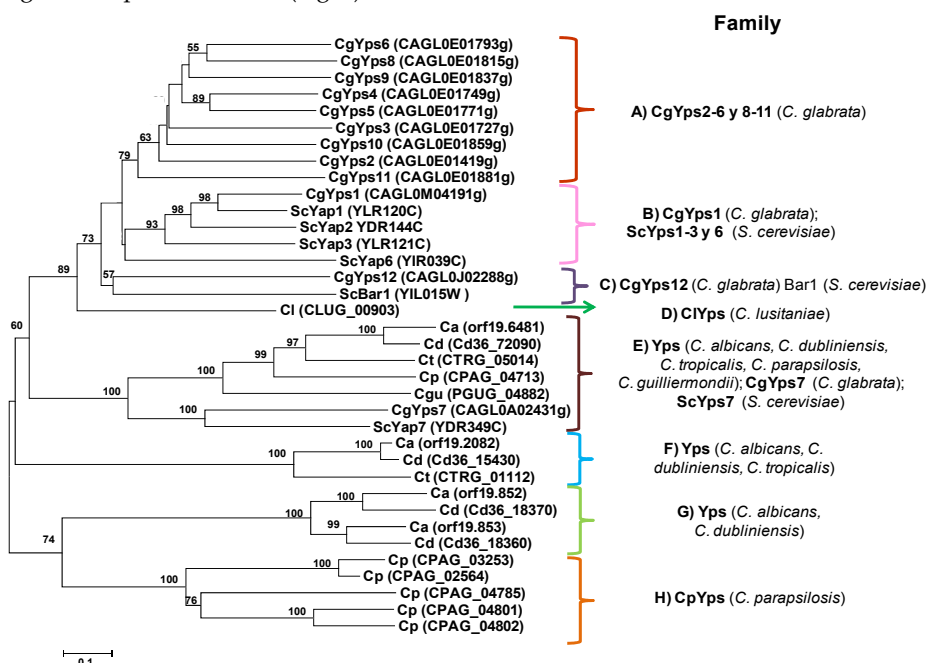 Family
55
CgYps6 (CAGL0E01793g)
CgYps8 (CAGL0E01815g)
CgYps9 (CAGL0E01837g)
CgYps4 (CAGL0E01749g)
89
CgYps5 (CAGL0E01771g)
A) CgYps2-6 y 8-11 (C. glabrata)
CgYps3 (CAGL0E01727g)
63
CgYps10 (CAGL0E01859g)
79
CgYps2 (CAGL0E01419g)
CgYps11 (CAGL0E01881g)
98
CgYps1 (CAGL0M04191g)
98
ScYap1 (YLR120C)
93
ScYap2 YDR144C
B) CgYps1 (C. glabrata);
ScYps1-3 y 6 (S. cerevisiae)
73
ScYap3 (YLR121C)
ScYap6 (YIR039C)
89
57
CgYps12 (CAGL0J02288g)
C) CgYps12 (C. glabrata) Bar1 (S. cerevisiae)
ScBar1 (YIL015W )
Cl (CLUG_00903)
D) ClYps (C. lusitaniae)
60
100
Ca (orf19.6481)
97
Cd (Cd36_72090)
99
Ct (CTRG_05014)
E) Yps (C. albicans, C. dubliniensis,
C. tropicalis, C. parapsilosis,
C. guilliermondii); CgYps7 (C. glabrata);
ScYps7 (S. cerevisiae)
100
Cp (CPAG_04713)
100
Cgu (PGUG_04882)
100
CgYps7 (CAGL0A02431g)
ScYap7 (YDR349C)
100
Ca (orf19.2082)
100
Cd (Cd36_15430)
F) Yps (C. albicans, C.
dubliniensis, C. tropicalis)
Ct (CTRG_01112)
100
Ca (orf19.852)
100
Cd (Cd36_18370)
G) Yps (C. albicans,
C. dubliniensis)
99
Ca (orf19.853)
Cd (Cd36_18360)
74
100
Cp (CPAG_03253)
100
Cp (CPAG_02564)
76
Cp (CPAG_04785)
H) CpYps (C. parapsilosis)
100
Cp (CPAG_04801)
Cp (CPAG_04802)
0.1